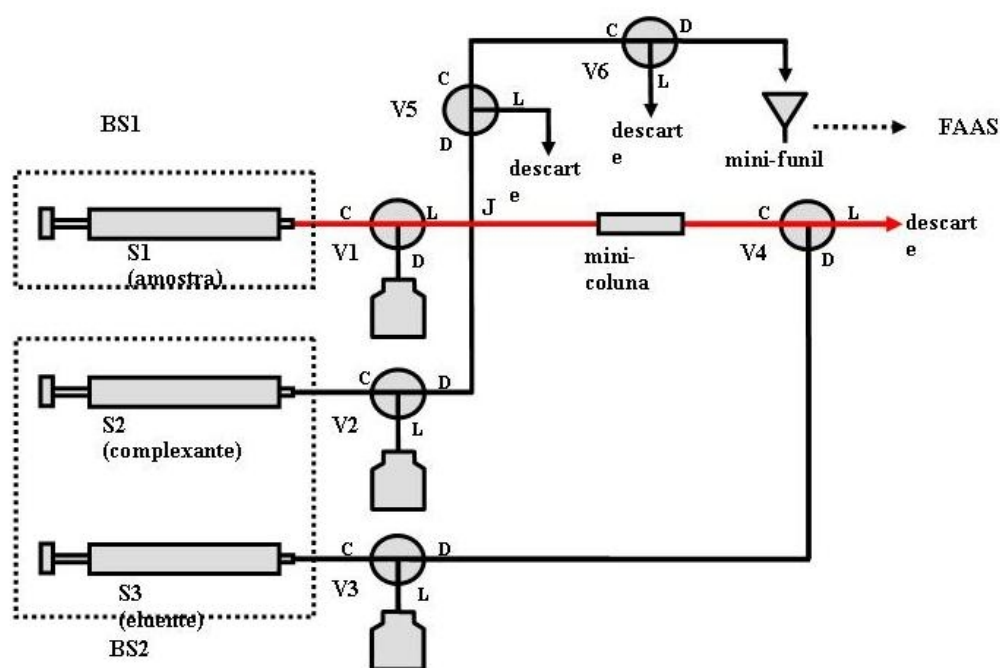 C
D
V6
L
descart
e
mini-funil
FAAS
C
V5
L
D
descart
e
BS1
S1
(amostra)
C
L
V1
D
J
mini-
coluna
C
L
V4
D
descart
e
S2
(complexante)
C
D
V2
L
S3
(eluente)
C
D
V3
L
BS2